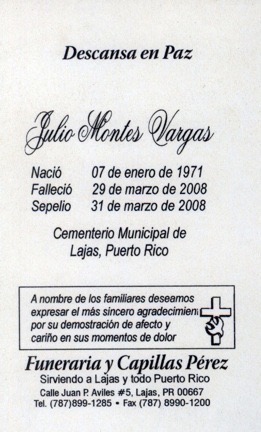 Descansa en Paz
Julio Montes Vargas
Nació 07 de enero de 1971
Falleció 29 de marzo de 2008
Sepelio 31 de marzo de 2008
Cementerio Municipal de
Lajas, Puerto Rico
A nombre de los familiares deseamos
expresar el más sincero agradecimien
por su demostración de afecto y
cariño en sus momentos de dolor
Funeraria y Capillas Pérez
Sirviendo a Lajas y todo Puerto Rico
Calle Juan P. Aviles #5, Lajas, PR 00667
Tel. (787)899-1285 • Fax (787) 8990-1200